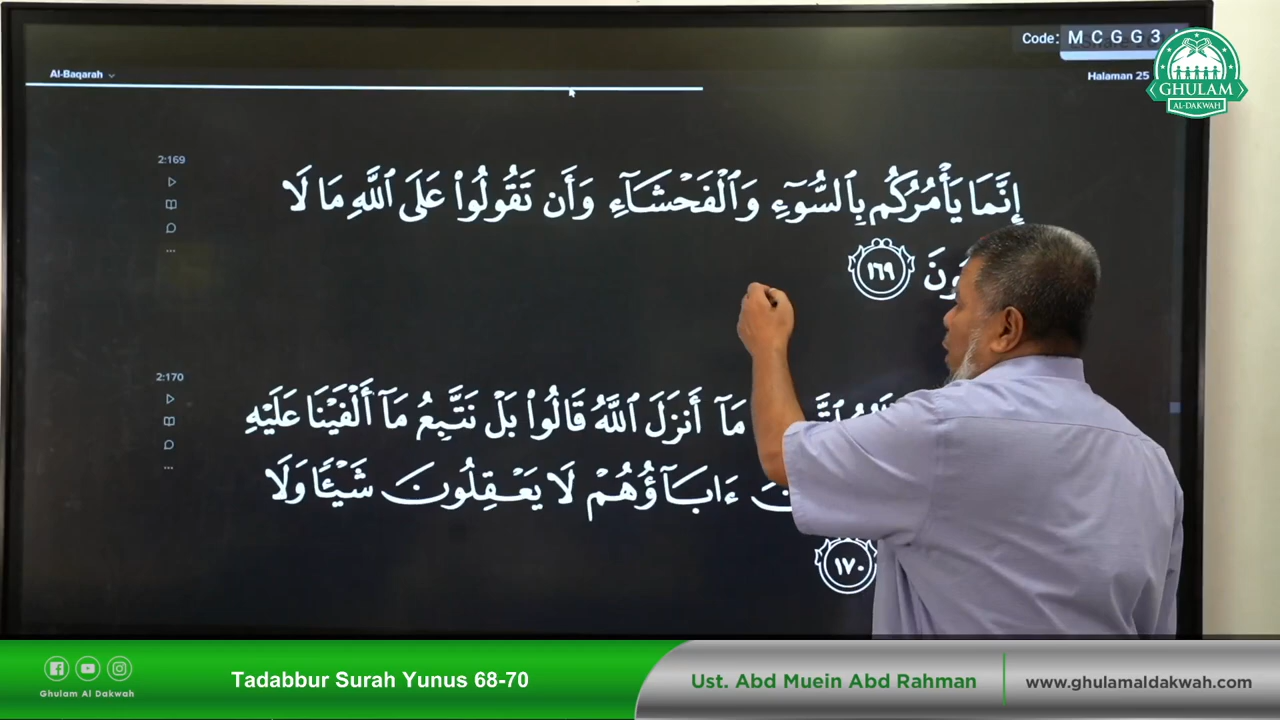 Code: M C G G 3
GHULAM
AL-DAKWAH
Al-Baqarah
Halaman 25
2:169
إِنَّمَا يَأْمُرُكُم بِٱلسُّوٓءِ وَٱلْفَحْشَآءِ وَأَن تَقُولُوا۟ عَلَى ٱللَّهِ مَا لَا
١٦٩
2:170
مَآ أَنزَلَ ٱللَّهُ قَالُوا۟ بَلْ نَتَّبِعُ مَآ أَلْفَيْنَا عَلَيْهِ
ءَابَآؤُهُمْ لَا يَعْقِلُونَ شَيْـًٔا وَلَا
١٧٠
Ghulam Al Dakwah
Tadabbur Surah Yunus 68-70
Ust. Abd Muein Abd Rahman
www.ghulamaldakwah.com